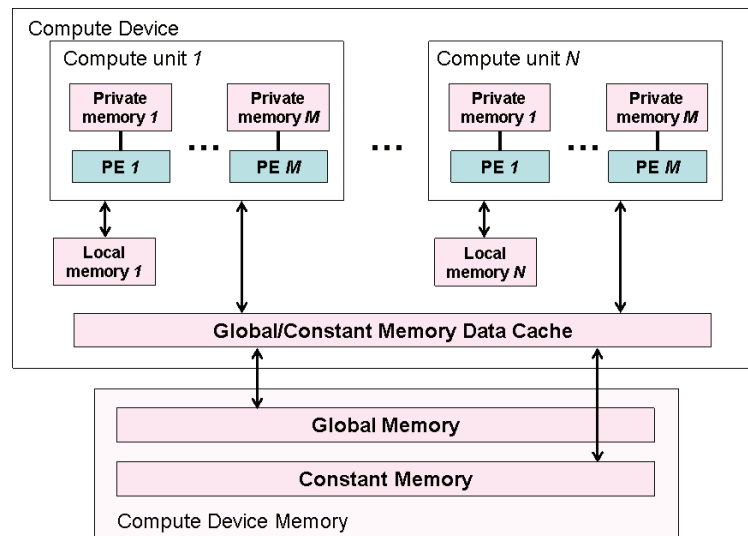 Compute Device
Compute unit 1
Compute unit N
Private
memory 1
Private
memory M
Private
memory 1
Private
memory M
...
...
...
PE 1
PE M
PE 1
PE M
Local
memory 1
Local
memory N
Global/Constant Memory Data Cache
Global Memory
Constant Memory
Compute Device Memory